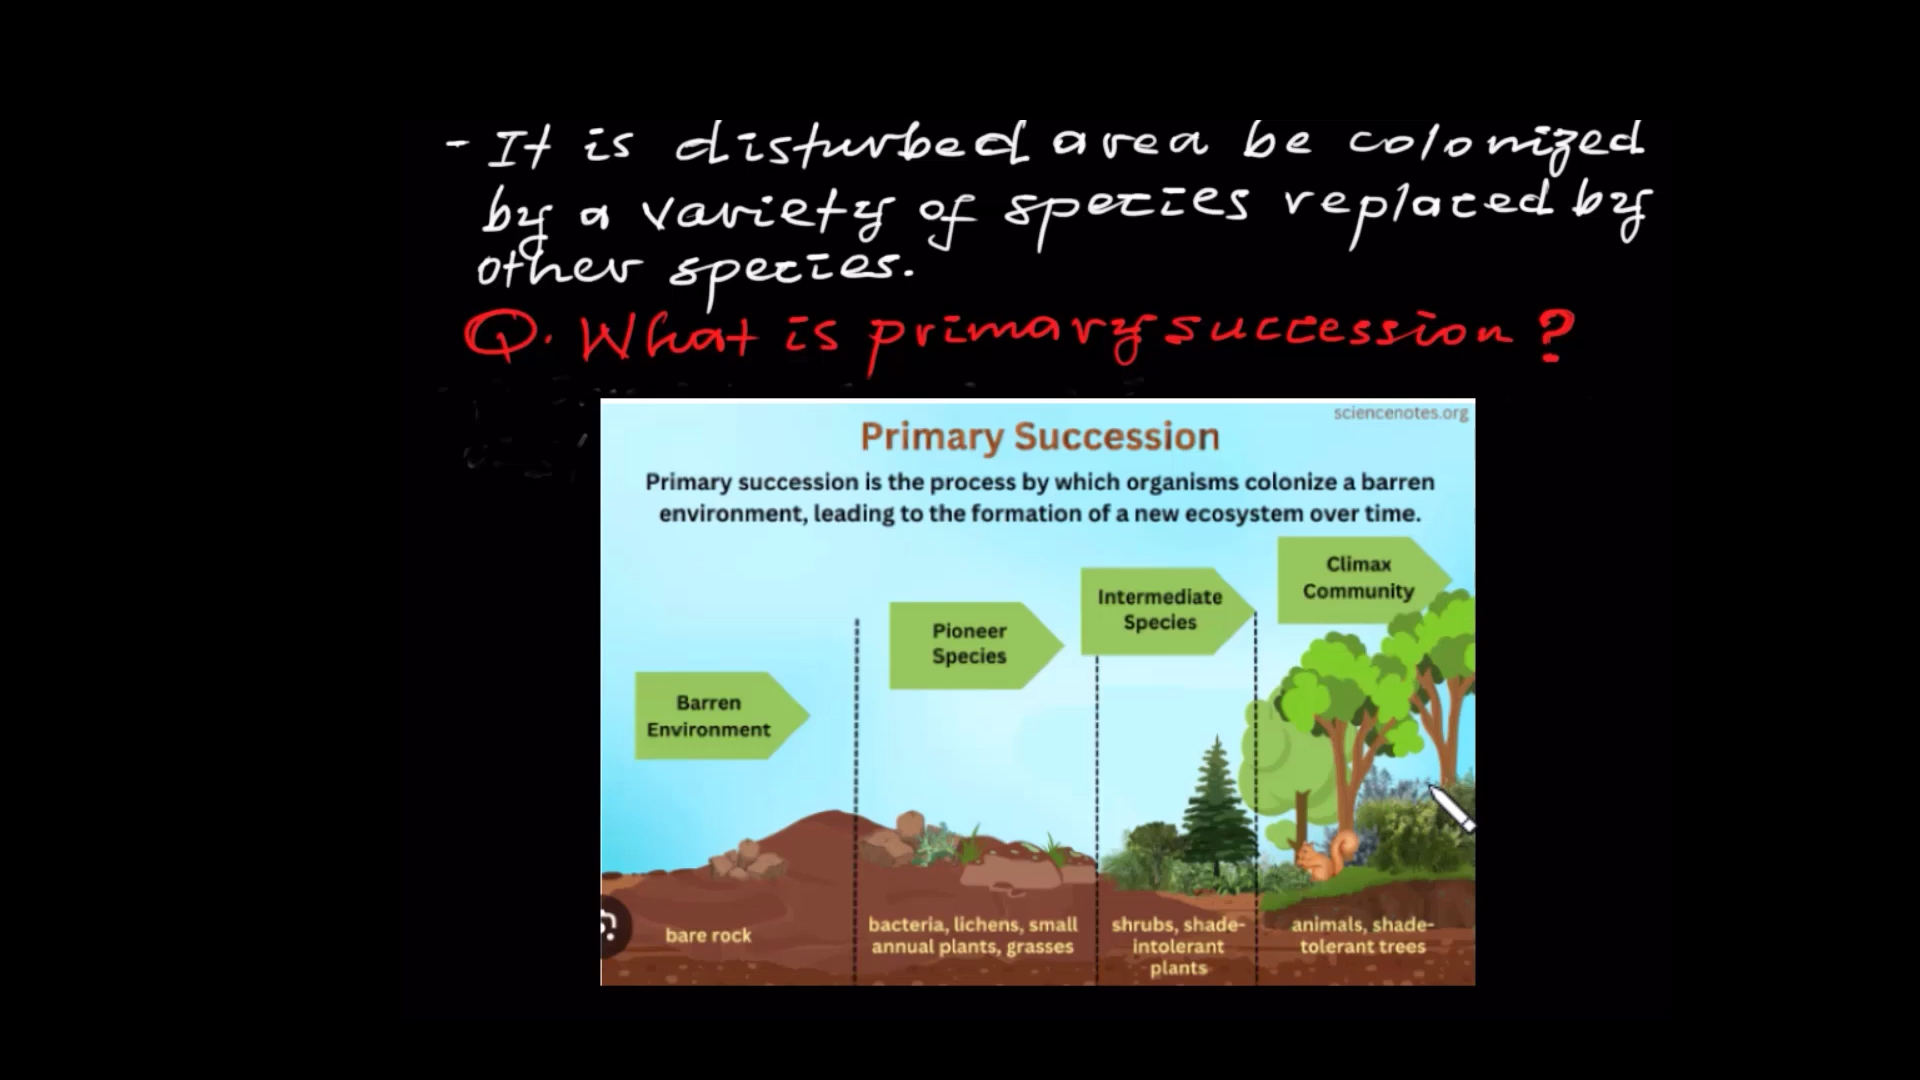 - It is disturbed area be colonized
by a variety of species replaced by
other species.
Q. What is primary succession?
sciencenotes.org
Primary Succession
Primary succession is the process by which organisms colonize a barren
environment, leading to the formation of a new ecosystem over time.
Climax
Community
Intermediate
Species
Pioneer
Species
Barren
Environment
bare rock
bacteria, lichens, small
annual plants, grasses
shrubs, shade-
intolerant
plants
animals, shade-
tolerant trees